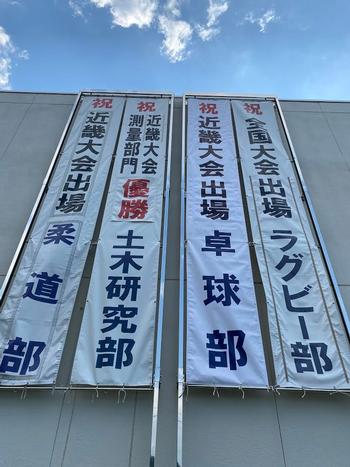 祝 全国大会出場 ラグビー部
祝 近畿大会出場 卓球部
祝 近畿大会
測量部門 優勝 土木研究部
祝 近畿大会出場 柔道部